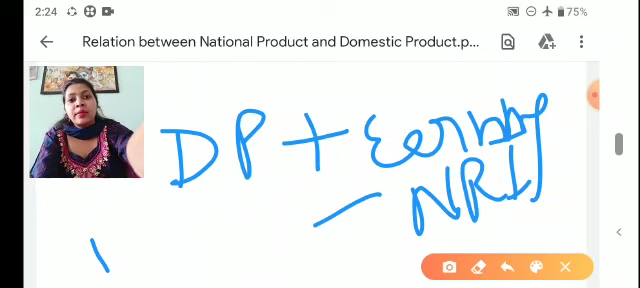 2:24 75%
Relation between National Product and Domestic Product.p...
DP + Earning
- NRI